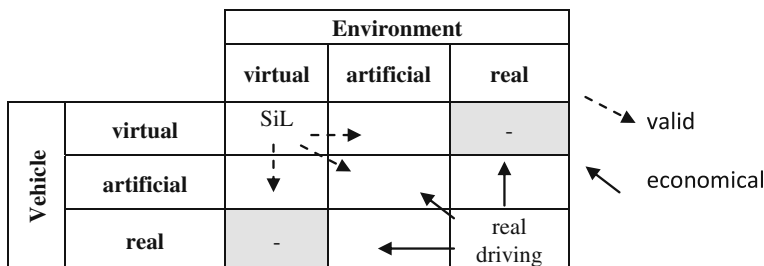 Environment
virtual artificial real
Vehicle
virtual SiL -
valid
artificial
economical
real - real
driving